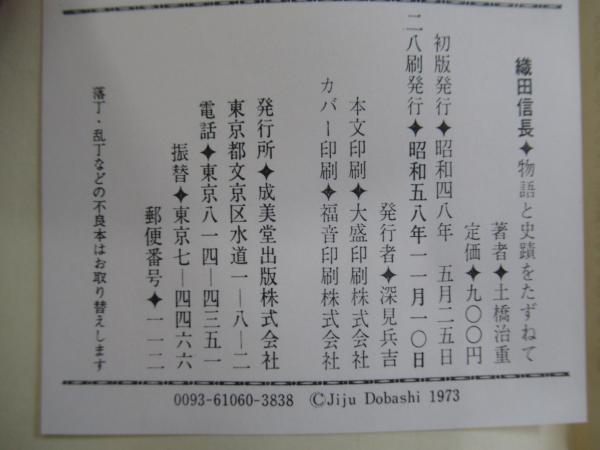 織田信長✦物語と史蹟をたずねて
著者✦土橋治重
定価✦九〇〇円
初版発行✦昭和四八年 五月二五日
二八刷発行✦昭和五八年一一月一〇日
発行者✦深見兵吉
本文印刷✦大盛印刷株式会社
カバー印刷✦福音印刷株式会社
発行所✦成美堂出版株式会社
東京都文京区水道一―八―二
電話✦東京八一四―四三五一
振替✦東京七―四四六六
郵便番号✦一一二
落丁・乱丁などの不良本はお取り替えします
0093-61060-3838 ©Jiju Dobashi 1973